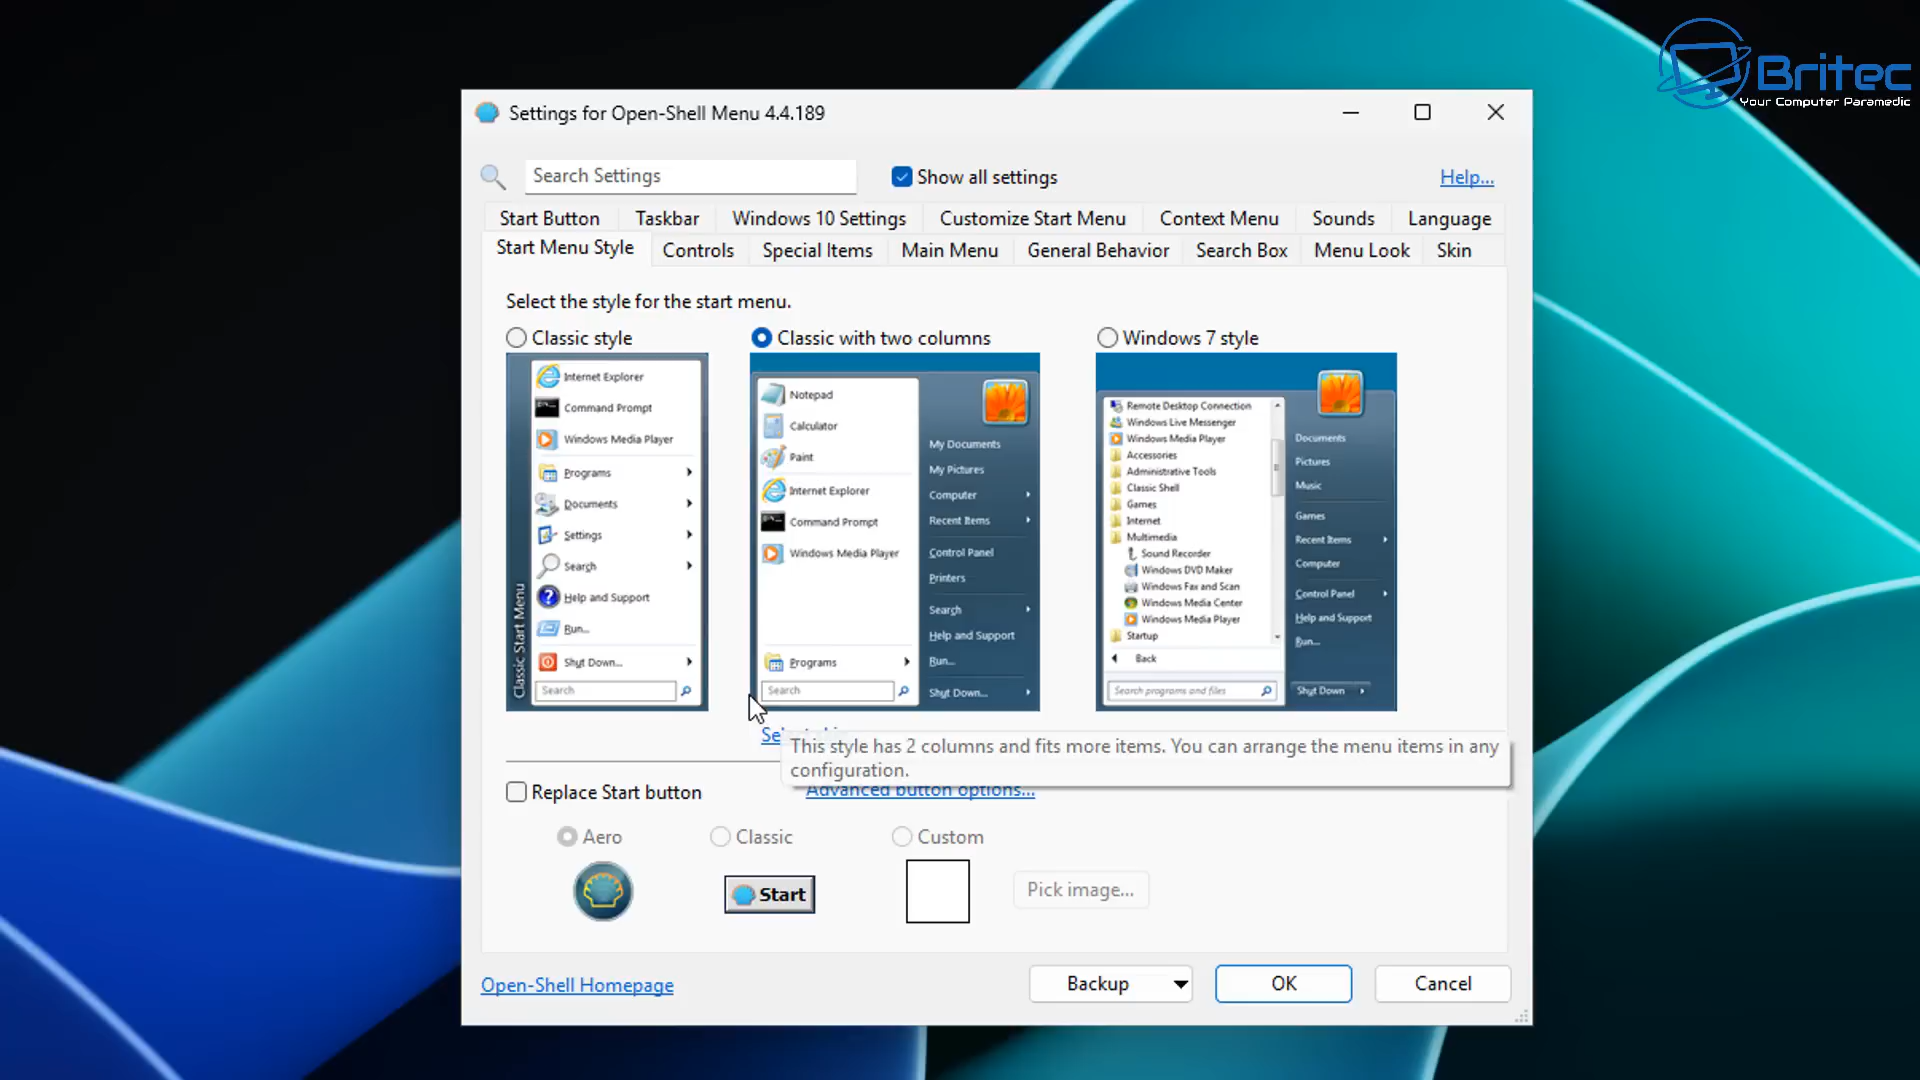 Britec
Your Computer Paramedic
Settings for Open-Shell Menu 4.4.189
Search Settings
Show all settings
Help...
Start Button Taskbar Windows 10 Settings Customize Start Menu Context Menu Sounds Language
Start Menu Style Controls Special Items Main Menu General Behavior Search Box Menu Look Skin
Select the style for the start menu.
Classic style
Internet Explorer
Command Prompt
Windows Media Player
Programs
Documents
Settings
Search
Help and Support
Run...
Shut Down...
Search
Classic Start Menu
Classic with two columns
Notepad
Calculator
Paint
Internet Explorer
Command Prompt
Windows Media Player
Programs
Search
My Documents
My Pictures
Computer
Recent Items
Control Panel
Printers
Search
Help and Support
Run...
Shut Down...
Windows 7 style
Remote Desktop Connection
Windows Live Messenger
Windows Media Player
Accessories
Administrative Tools
Classic Shell
Games
Internet
Multimedia
Sound Recorder
Windows DVD Maker
Windows Fax and Scan
Windows Media Center
Windows Media Player
Startup
Back
Search programs and files
Documents
Pictures
Music
Games
Recent Items
Computer
Control Panel
Help and Support
Run...
Shut Down
This style has 2 columns and fits more items. You can arrange the menu items in any
configuration.
Replace Start button
Advanced button options...
Aero
Classic
Custom
Start
Pick image...
Open-Shell Homepage
Backup
OK
Cancel